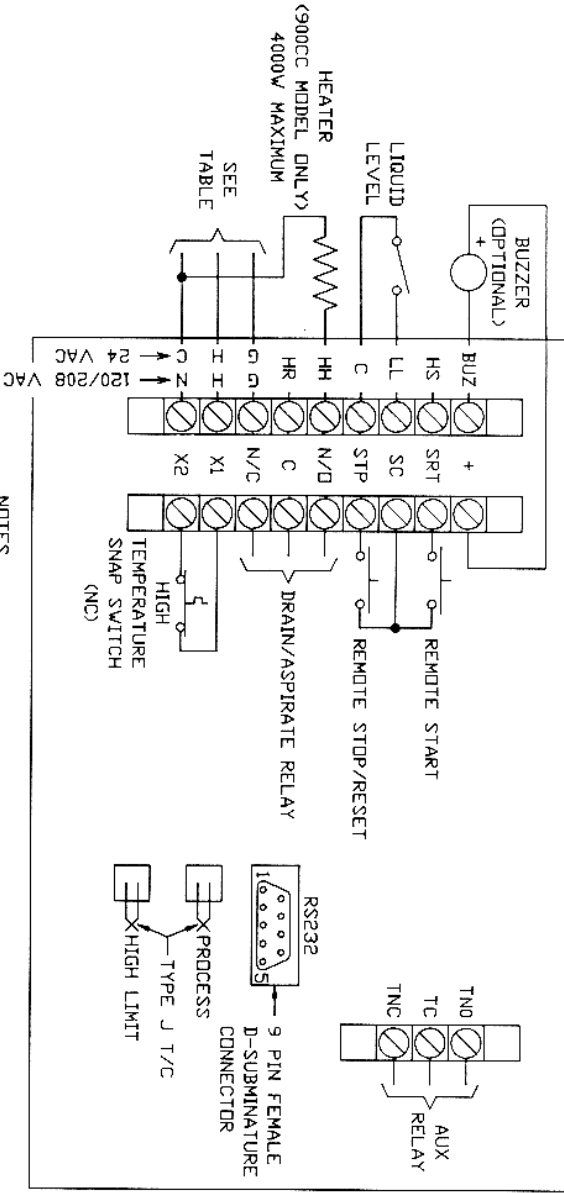 BUZZER
(OPTIONAL)
+
LIQUID
LEVEL
HEATER
(900CC MODEL ONLY)
4000W MAXIMUM
SEE
TABLE
BUZ
HS
LL
C
HH
HR
G G
H H
C N
24 VAC
120/208 VAC
+
SRT
SC
STP
N/O
C
N/C
X1
X2
REMOTE START
REMOTE STOP/RESET
DRAIN/ASPIRATE RELAY
HIGH
TEMPERATURE
SNAP SWITCH
(NC)
TNO
TC
TNC
AUX
RELAY
RS232
1
5
9 PIN FEMALE
D-SUBMINATURE
CONNECTOR
PROCESS
TYPE J T/C
HIGH LIMIT
NOTES